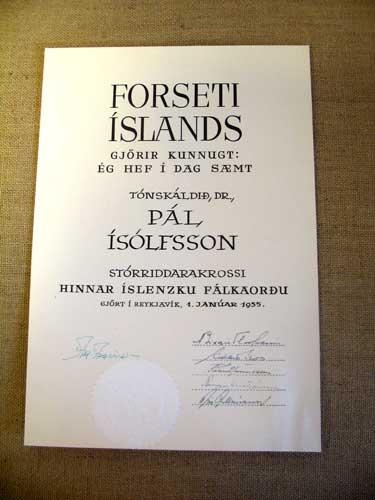 FORSETI
ÍSLANDS
GJÖRIR KUNNUGT:
ÉG HEF Í DAG SÆMT
TÓNSKÁLDIÐ, DR,
PÁL
ÍSÓLFSSON
STÓRRIDDARAKROSSI
HINNAR ÍSLENZKU FÁLKAORÐU
GJÖRT Í REYKJAVÍK, 1. JANÚAR 1955.